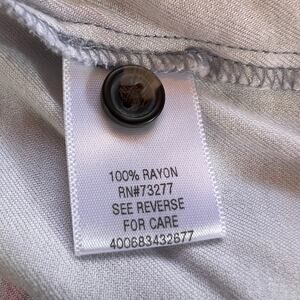 100% RAYON
RN#73277
SEE REVERSE
FOR CARE
400683432677